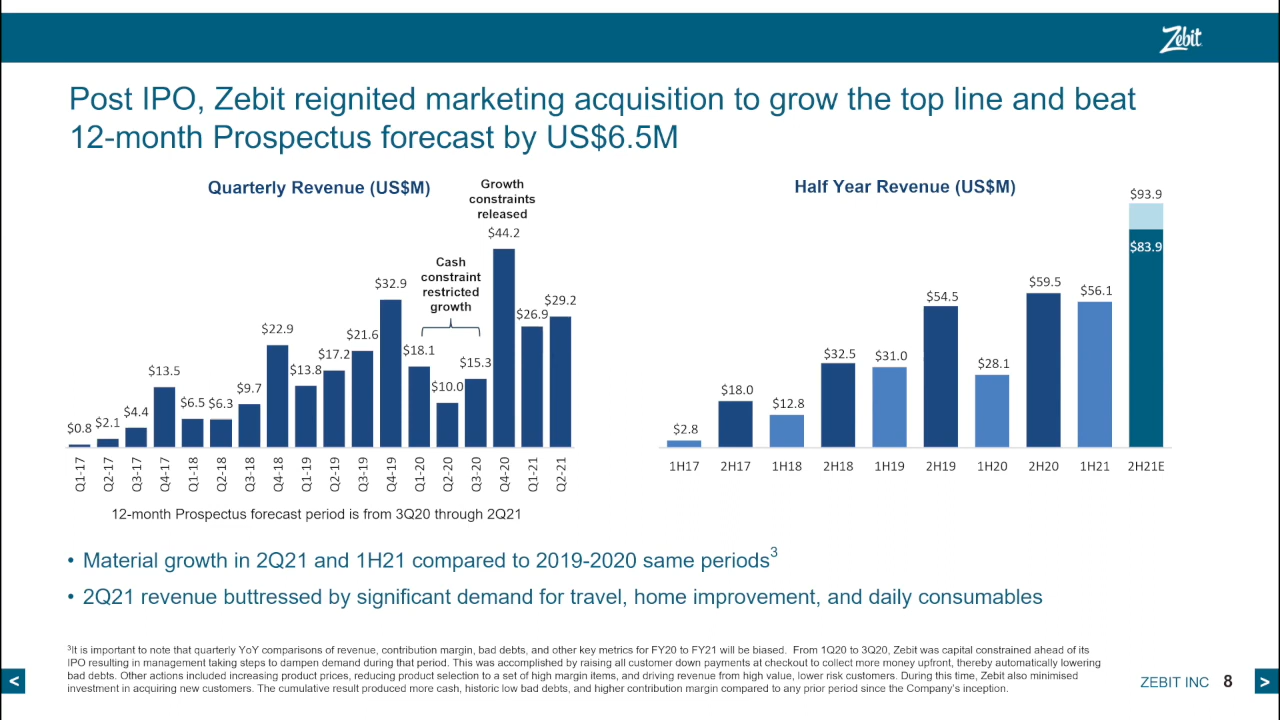 Zebit
Post IPO, Zebit reignited marketing acquisition to grow the top line and beat
12-month Prospectus forecast by US$6.5M
Quarterly Revenue (US$M)
Growth
constraints
released
Cash
constraint
restricted
growth
$0.8 $2.1 $4.4 $13.5 $6.5 $6.3 $9.7 $22.9 $13.8 $17.2 $21.6 $32.9 $18.1 $10.0 $15.3 $44.2 $26.9 $29.2
Q1-17 Q2-17 Q3-17 Q4-17 Q1-18 Q2-18 Q3-18 Q4-18 Q1-19 Q2-19 Q3-19 Q4-19 Q1-20 Q2-20 Q3-20 Q4-20 Q1-21 Q2-21
12-month Prospectus forecast period is from 3Q20 through 2Q21
Half Year Revenue (US$M)
$2.8 $18.0 $12.8 $32.5 $31.0 $54.5 $28.1 $59.5 $56.1 $93.9
$83.9
1H17 2H17 1H18 2H18 1H19 2H19 1H20 2H20 1H21 2H21E
• Material growth in 2Q21 and 1H21 compared to 2019-2020 same periods3
• 2Q21 revenue buttressed by significant demand for travel, home improvement, and daily consumables
3It is important to note that quarterly YoY comparisons of revenue, contribution margin, bad debts, and other key metrics for FY20 to FY21 will be biased. From 1Q20 to 3Q20, Zebit was capital constrained ahead of its
IPO resulting in management taking steps to dampen demand during that period. This was accomplished by raising all customer down payments at checkout to collect more money upfront, thereby automatically lowering
bad debts. Other actions included increasing product prices, reducing product selection to a set of high margin items, and driving revenue from high value, lower risk customers. During this time, Zebit also minimised
investment in acquiring new customers. The cumulative result produced more cash, historic low bad debts, and higher contribution margin compared to any prior period since the Company's inception.
<
ZEBIT INC 8
>